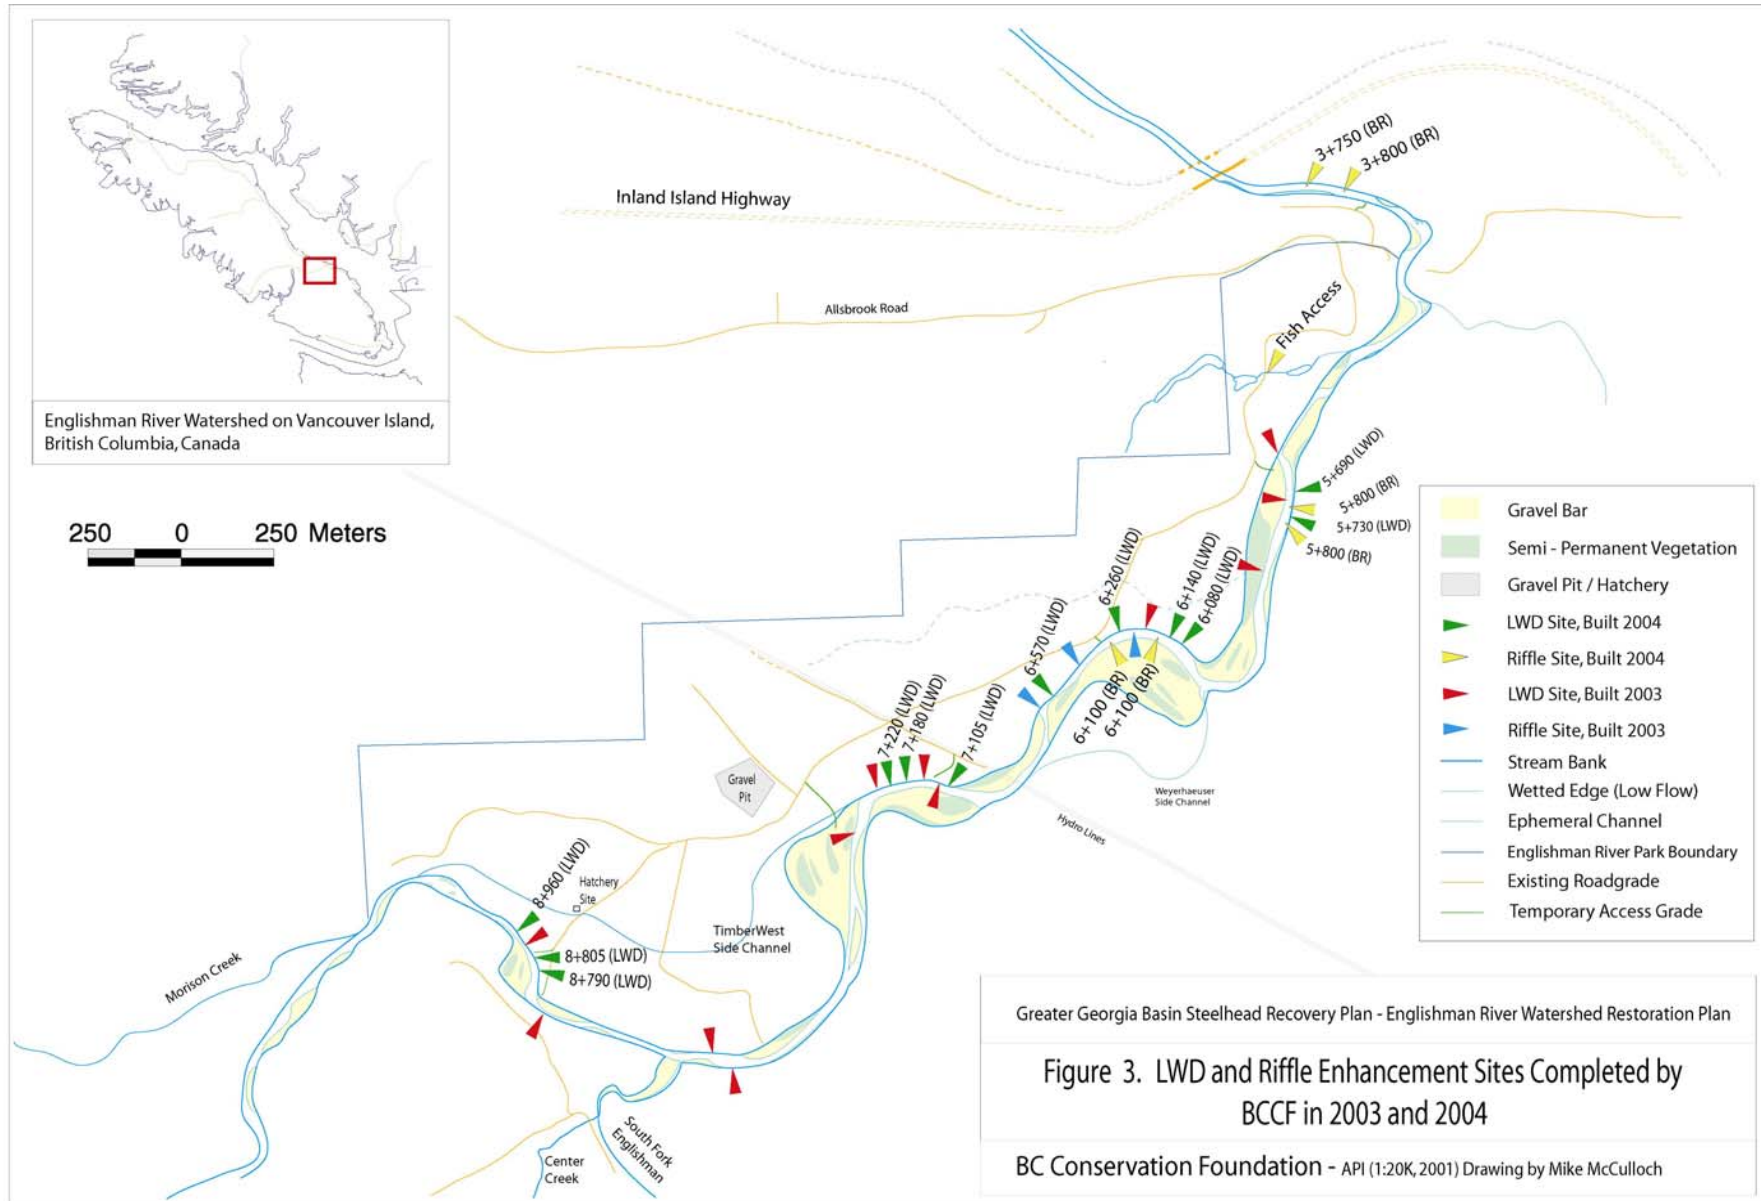 Englishman River Watershed on Vancouver Island,
British Columbia, Canada
250 0 250 Meters
Inland Island Highway
Allsbrook Road
3+750 (BR)
3+800 (BR)
Fish Access
5+690 (LWD)
5+800 (BR)
5+730 (LWD)
5+800 (BR)
6+260 (LWD)
6+140 (LWD)
6+080 (LWD)
6+570 (LWD)
6+100 (BR)
6+100 (BR)
7+220 (LWD)
7+180 (LWD)
7+105 (LWD)
Gravel
Pit
Weyerhaeuser
Side Channel
Hydro Lines
8+960 (LWD)
Hatchery
Site
TimberWest
Side Channel
8+805 (LWD)
8+790 (LWD)
Morison Creek
South Fork
Englishman
Center
Creek
Gravel Bar
Semi - Permanent Vegetation
Gravel Pit / Hatchery
LWD Site, Built 2004
Riffle Site, Built 2004
LWD Site, Built 2003
Riffle Site, Built 2003
Stream Bank
Wetted Edge (Low Flow)
Ephemeral Channel
Englishman River Park Boundary
Existing Roadgrade
Temporary Access Grade
Greater Georgia Basin Steelhead Recovery Plan - Englishman River Watershed Restoration Plan
Figure 3. LWD and Riffle Enhancement Sites Completed by
BCCF in 2003 and 2004
BC Conservation Foundation - API (1:20K, 2001) Drawing by Mike McCulloch